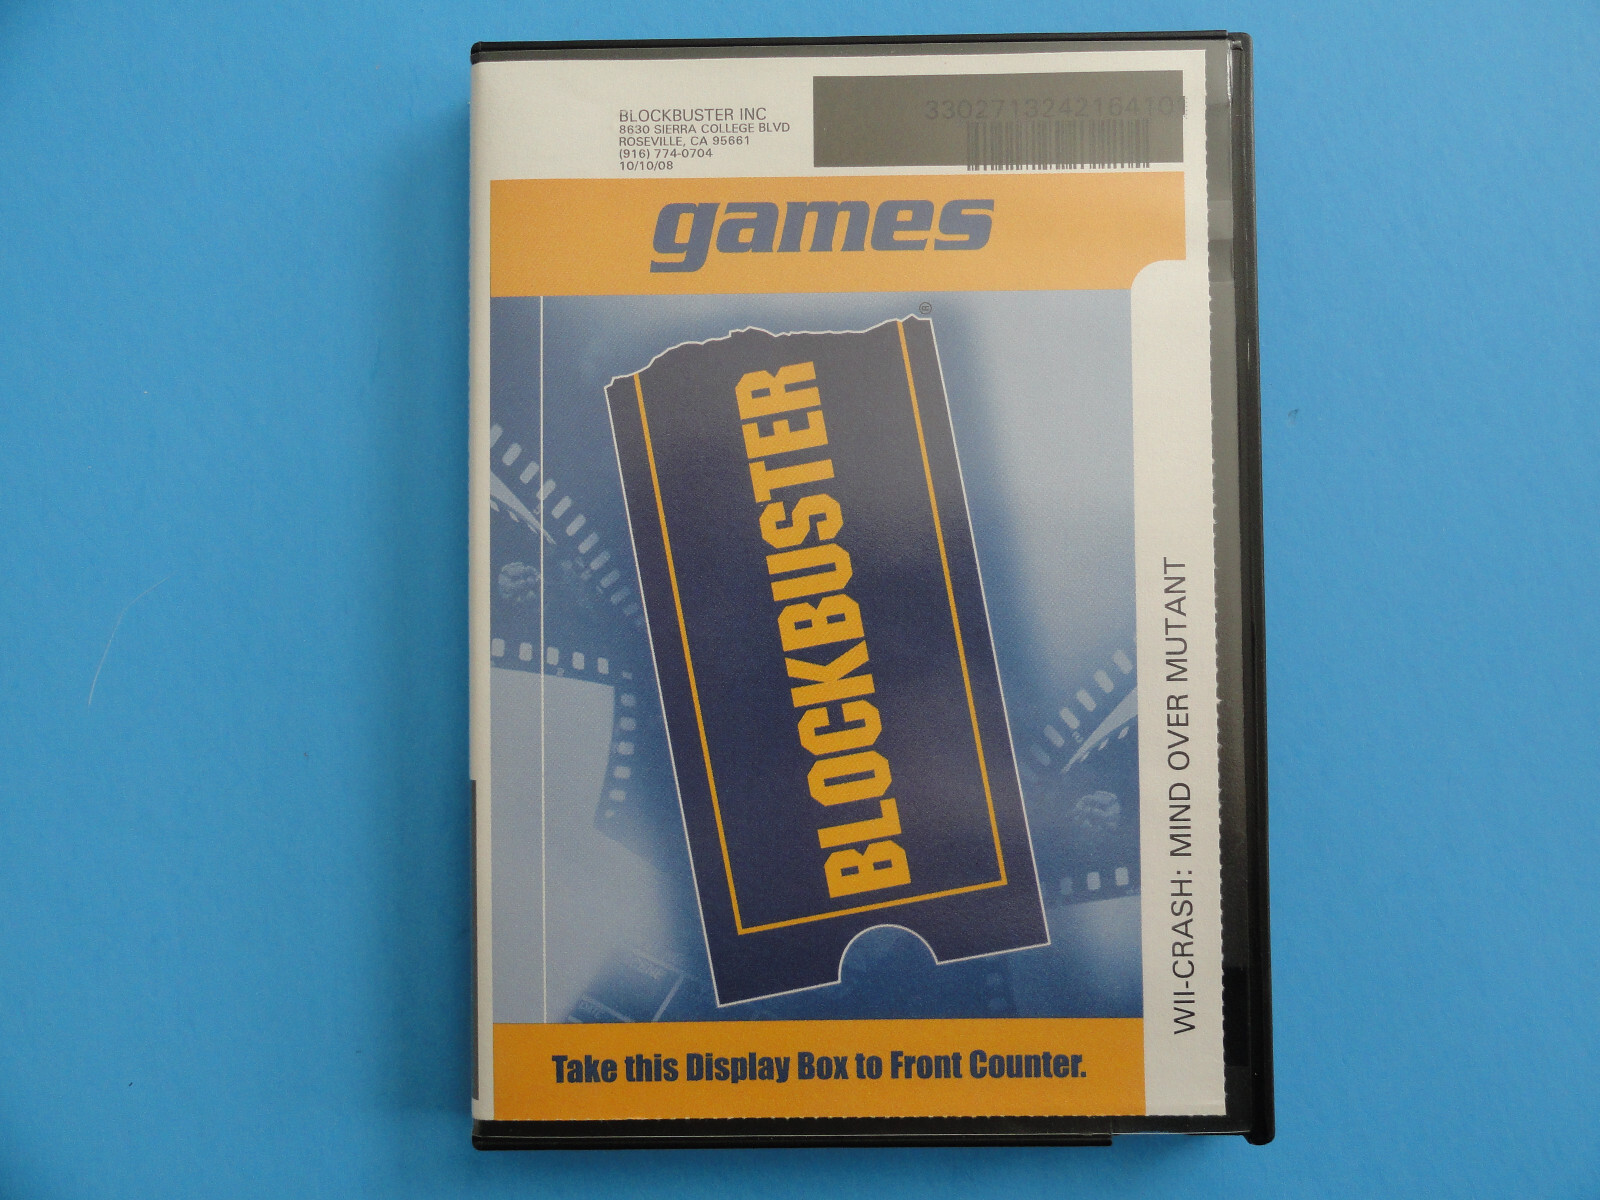 BLOCKBUSTER INC
8630 SIERRA COLLEGE BLVD
ROSEVILLE, CA 95661
(916) 774-0704
10/10/08
games
BLOCKBUSTER®
WII-CRASH: MIND OVER MUTANT
Take this Display Box to Front Counter.